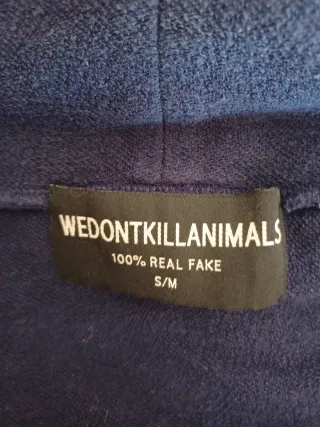 WEDONTKILLANIMALS
100% REAL FAKE
S/M